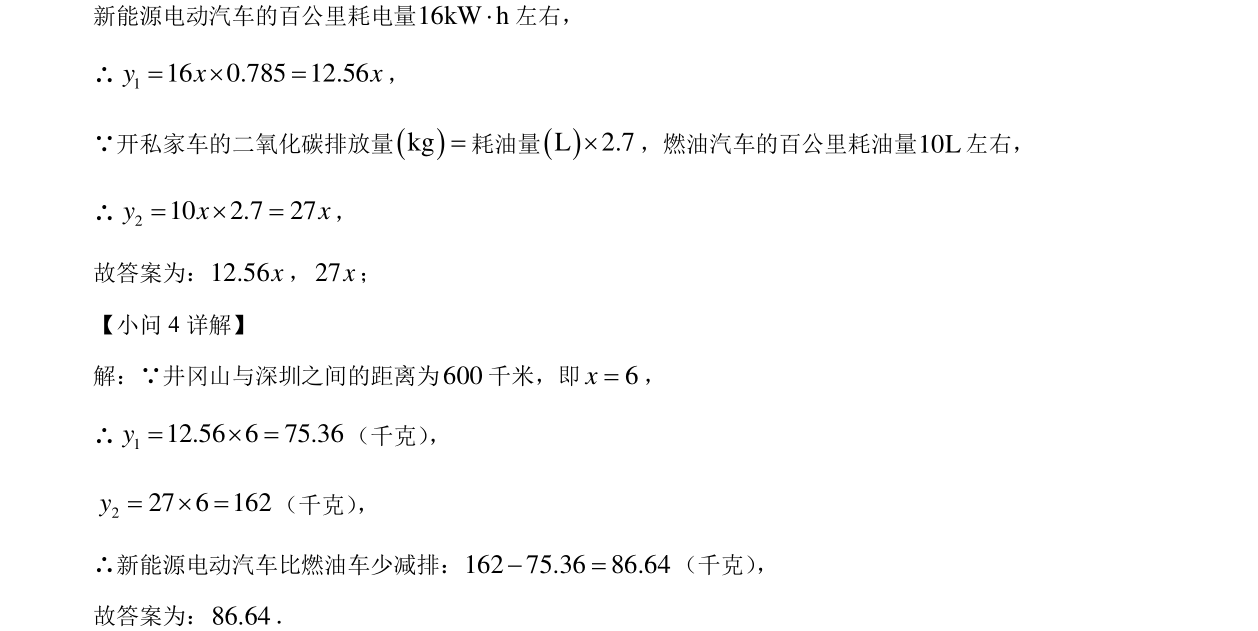 新能源电动汽车的百公里耗电量16kW·h左右，
∴ y₁ =16x×0.785=12.56x，
∵开私家车的二氧化碳排放量(kg)=耗油量(L)×2.7，燃油汽车的百公里耗油量10L左右，
∴ y₂ =10x×2.7=27x，
故答案为：12.56x，27x；
【小问 4 详解】
解：∵井冈山与深圳之间的距离为600千米，即x=6，
∴ y₁ =12.56×6=75.36（千克），
y₂ =27×6=162（千克），
∴新能源电动汽车比燃油车少减排：162−75.36=86.64（千克），
故答案为：86.64．